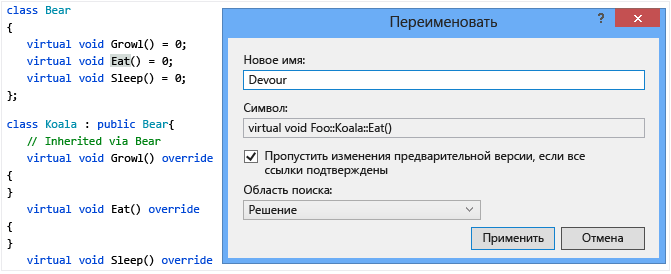 class Bear
{
virtual void Growl() = 0;
virtual void Eat() = 0;
virtual void Sleep() = 0;
};
class Koala : public Bear{
// Inherited via Bear
virtual void Growl() override
{
}
virtual void Eat() override
{
}
virtual void Sleep() override
Переименовать
?
Новое имя:
Devour
Символ:
virtual void Foo::Koala::Eat()
Пропустить изменения предварительной версии, если все
ссылки подтверждены
Область поиска:
Решение
Применить
Отмена